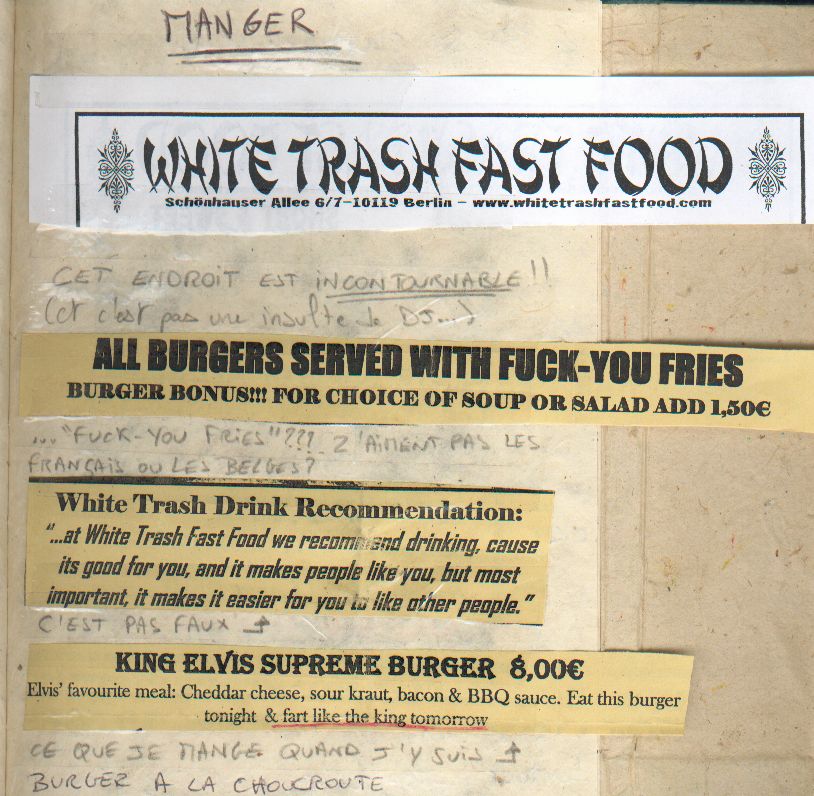 MANGER
WHITE TRASH FAST FOOD
Schönhauser Allee 6/7-10119 Berlin - www.whitetrashfastfood.com
CET ENDROIT EST INCONTOURNABLE!!
(et c'est pas une insulte de DJ...)
ALL BURGERS SERVED WITH FUCK-YOU FRIES
BURGER BONUS!!! FOR CHOICE OF SOUP OR SALAD ADD 1,50€
... "FUCK-YOU FRIES"??? Z'AIMENT PAS LES
FRANÇAIS OU LES BELGES?
White Trash Drink Recommendation:
"...at White Trash Fast Food we recommend drinking, cause
its good for you, and it makes people like you, but most
important, it makes it easier for you to like other people."
C'EST PAS FAUX ↑
KING ELVIS SUPREME BURGER 8,00€
Elvis' favourite meal: Cheddar cheese, sour kraut, bacon & BBQ sauce. Eat this burger
tonight & fart like the king tomorrow
CE QUE JE MANGE QUAND J'Y SUIS ↑
BURGER A LA CHOUCROUTE